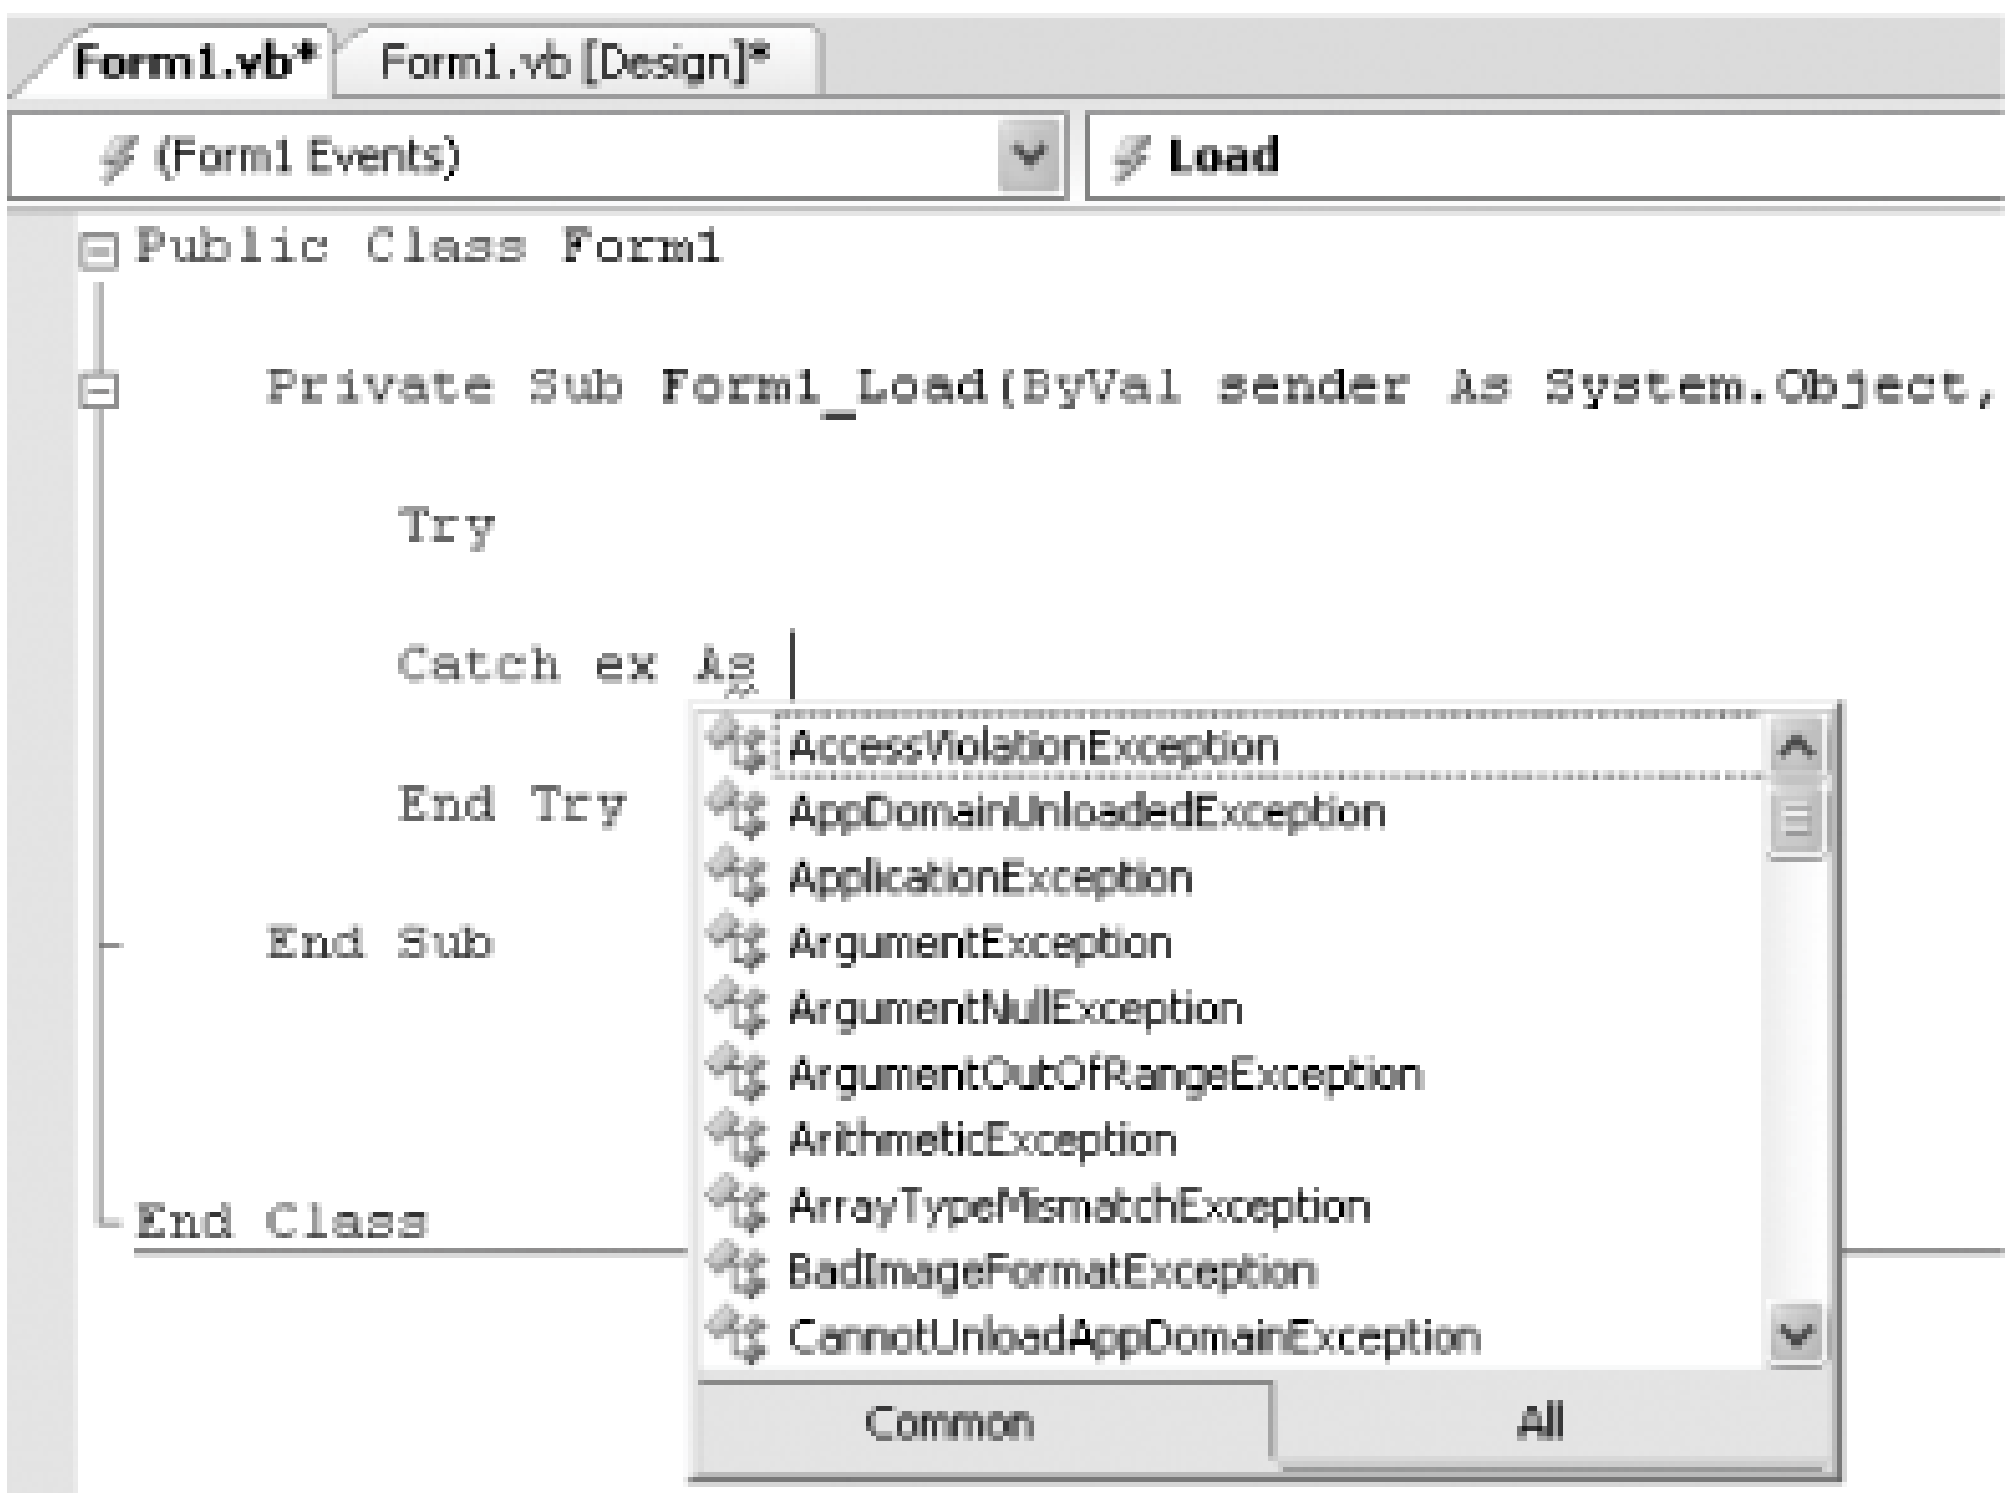 Form1.vb* Form1.vb [Design]*
(Form1 Events) Load
Public Class Form1
Private Sub Form1_Load(ByVal sender As System.Object,
Try
Catch ex As
End Try
End Sub
End Class
AccessViolationException
AppDomainUnloadedException
ApplicationException
ArgumentException
ArgumentNullException
ArgumentOutOfRangeException
ArithmeticException
ArrayTypeMismatchException
BadImageFormatException
CannotUnloadAppDomainException
Common All